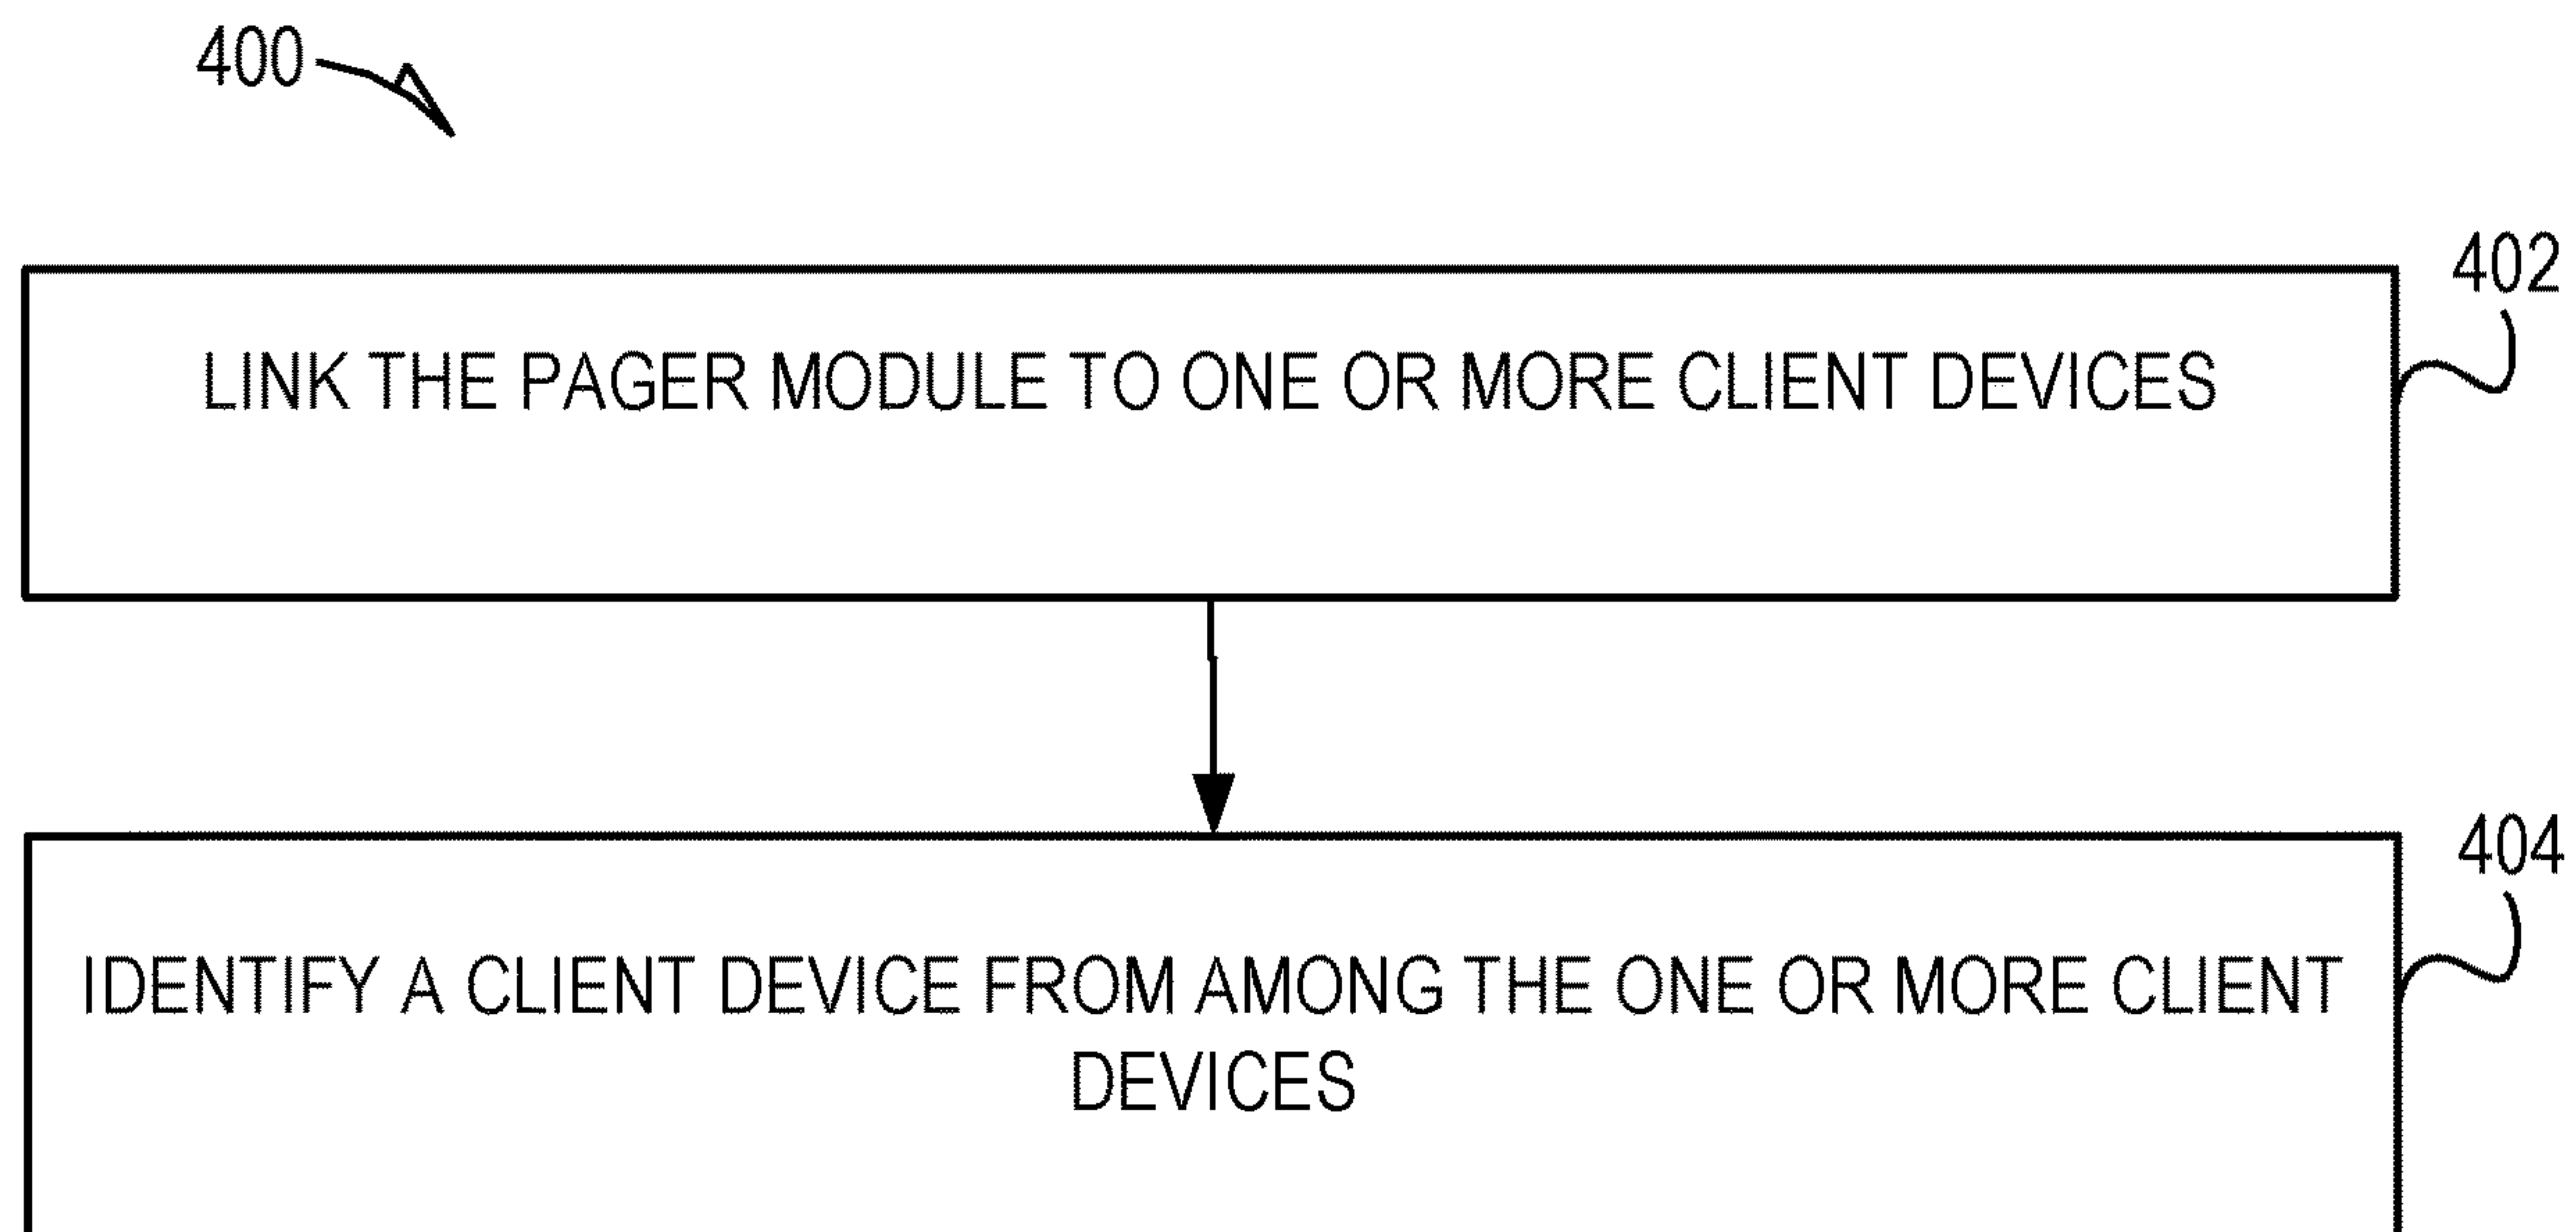 400
402
LINK THE PAGER MODULE TO ONE OR MORE CLIENT DEVICES
404
IDENTIFY A CLIENT DEVICE FROM AMONG THE ONE OR MORE CLIENT
DEVICES